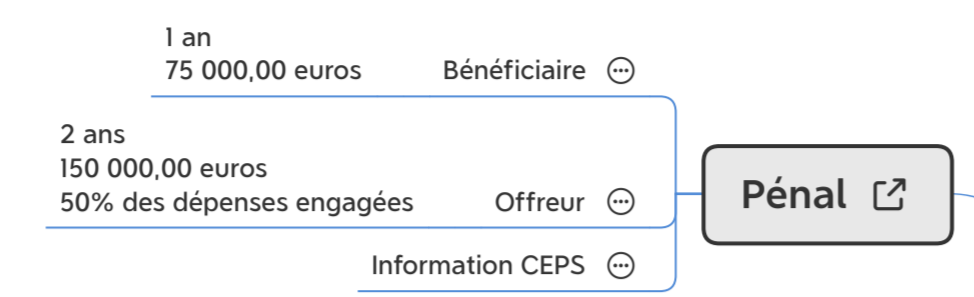 1 an
75 000,00 euros
Bénéficiaire
2 ans
150 000,00 euros
50% des dépenses engagées
Offreur
Information CEPS
Pénal